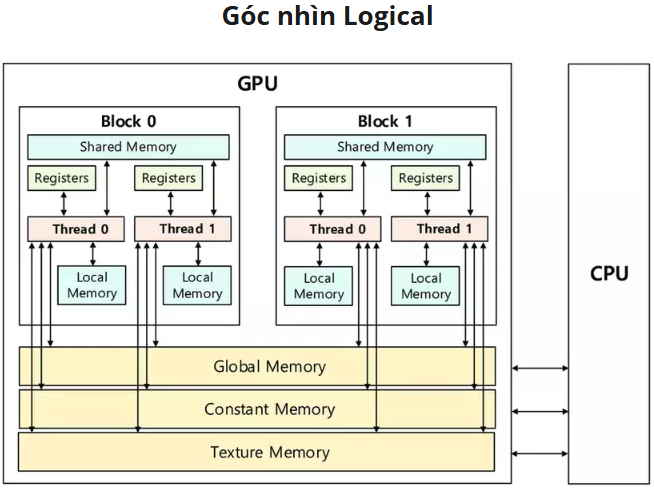 Góc nhìn Logical
GPU
Block 0
Shared Memory
Registers
Registers
Thread 0
Thread 1
Local
Memory
Local
Memory
Block 1
Shared Memory
Registers
Registers
Thread 0
Thread 1
Local
Memory
Local
Memory
Global Memory
Constant Memory
Texture Memory
CPU